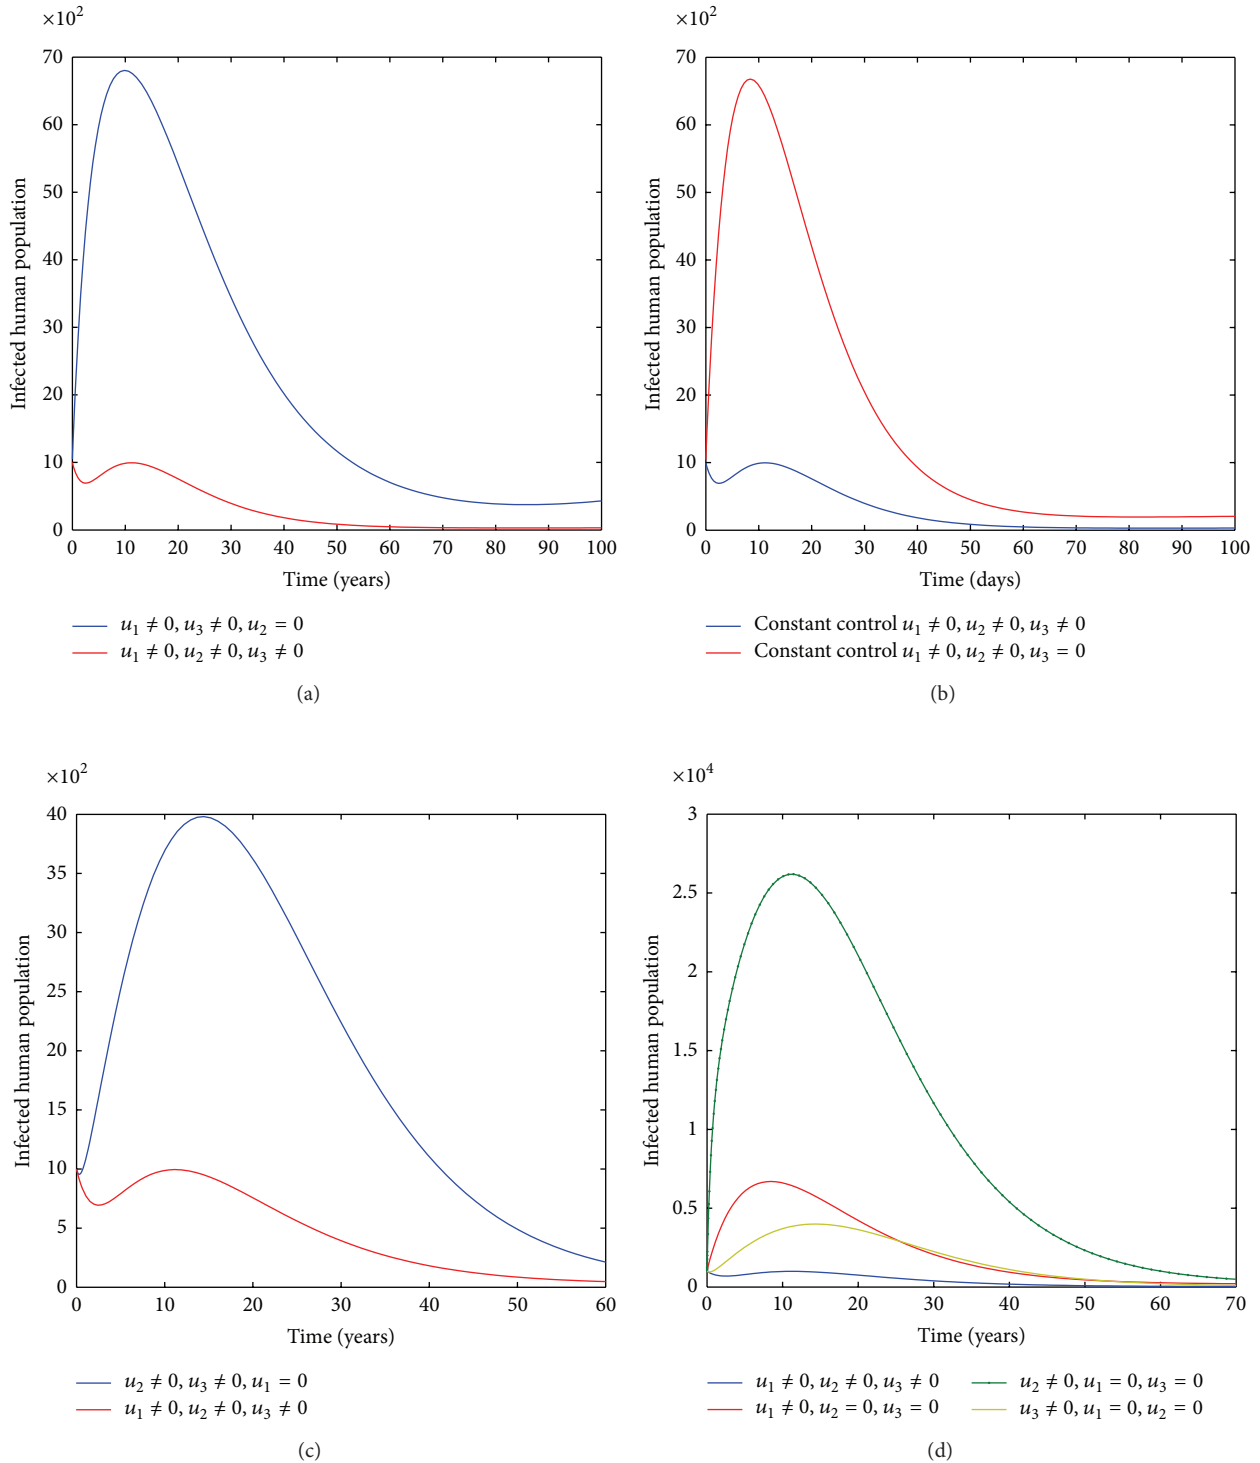 ×10²
70
60
50
40
30
20
10
0
Infected human population
0 10 20 30 40 50 60 70 80 90 100
Time (years)
u₁ ≠ 0, u₃ ≠ 0, u₂ = 0
u₁ ≠ 0, u₂ ≠ 0, u₃ ≠ 0
(a)
×10²
70
60
50
40
30
20
10
0
Infected human population
0 10 20 30 40 50 60 70 80 90 100
Time (days)
Constant control u₁ ≠ 0, u₂ ≠ 0, u₃ ≠ 0
Constant control u₁ ≠ 0, u₂ ≠ 0, u₃ = 0
(b)
×10²
40
35
30
25
20
15
10
5
0
Infected human population
0 10 20 30 40 50 60
Time (years)
u₂ ≠ 0, u₃ ≠ 0, u₁ = 0
u₁ ≠ 0, u₂ ≠ 0, u₃ ≠ 0
(c)
×10⁴
3
2.5
2
1.5
1
0.5
0
Infected human population
0 10 20 30 40 50 60 70
Time (years)
u₁ ≠ 0, u₂ ≠ 0, u₃ ≠ 0
u₁ ≠ 0, u₂ = 0, u₃ = 0
u₂ ≠ 0, u₁ = 0, u₃ = 0
u₃ ≠ 0, u₁ = 0, u₂ = 0
(d)